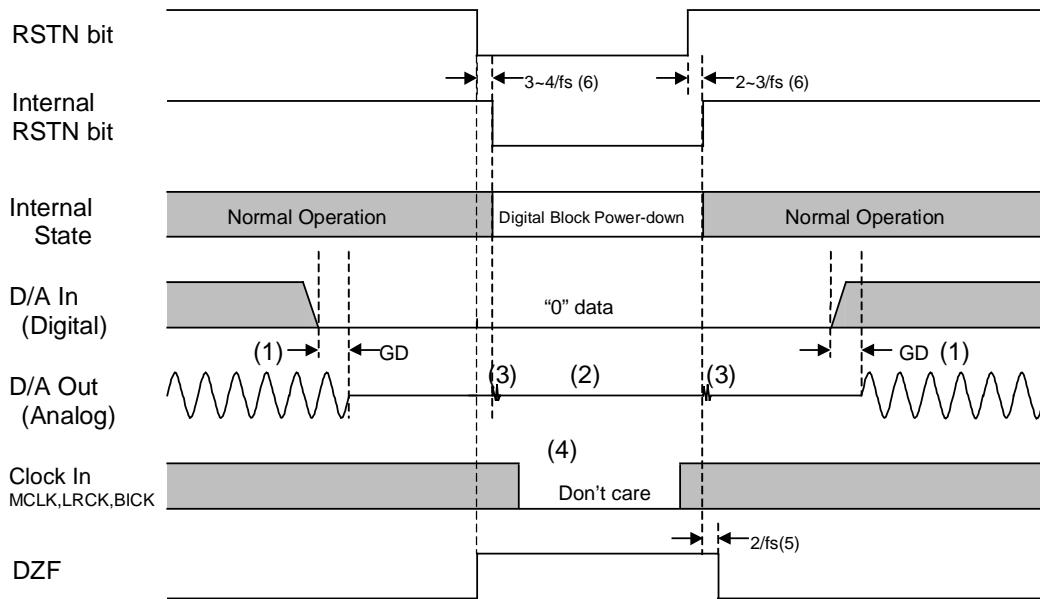 RSTN bit
3~4/fs (6)
2~3/fs (6)
Internal
RSTN bit
Internal
State
Normal Operation
Digital Block Power-down
Normal Operation
D/A In
(Digital)
“0” data
(1)
GD
GD
(1)
D/A Out
(Analog)
(3)
(2)
(3)
(4)
Clock In
MCLK,LRCK,BICK
Don’t care
2/fs(5)
DZF